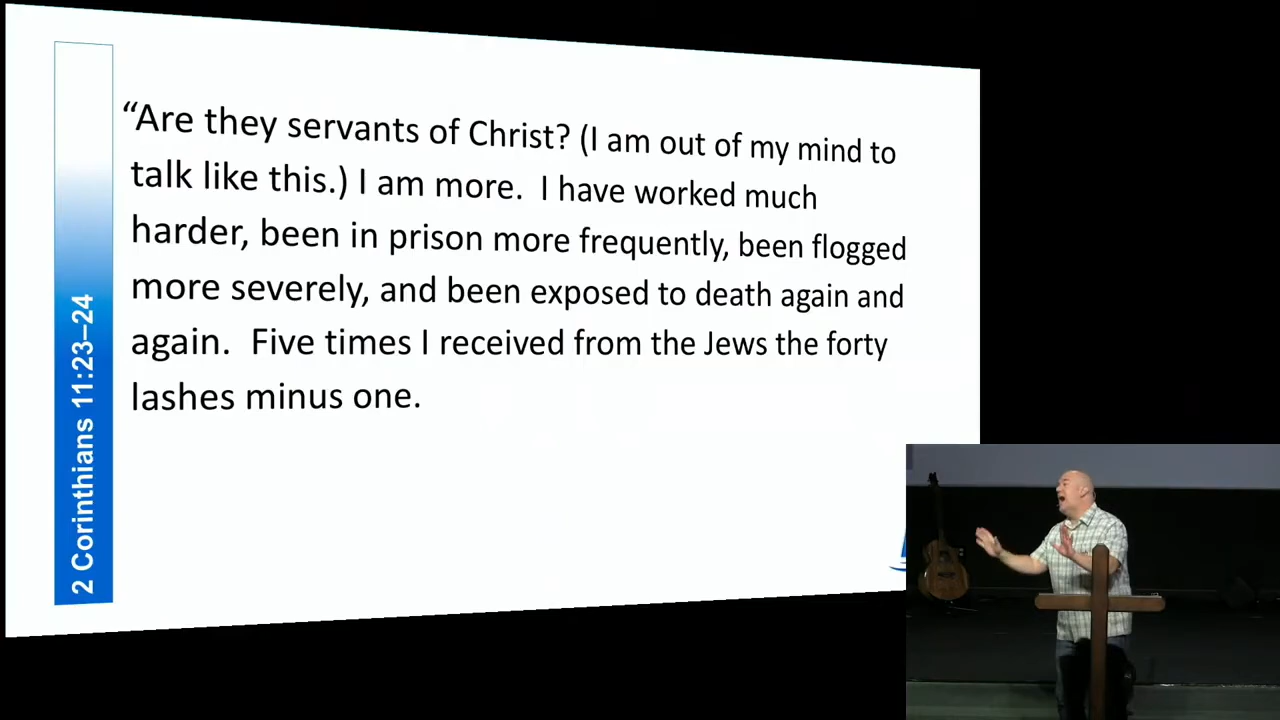 “Are they servants of Christ? (I am out of my mind to
talk like this.) I am more.  I have worked much
harder, been in prison more frequently, been flogged
more severely, and been exposed to death again and
again.  Five times I received from the Jews the forty
lashes minus one.
2 Corinthians 11:23–24